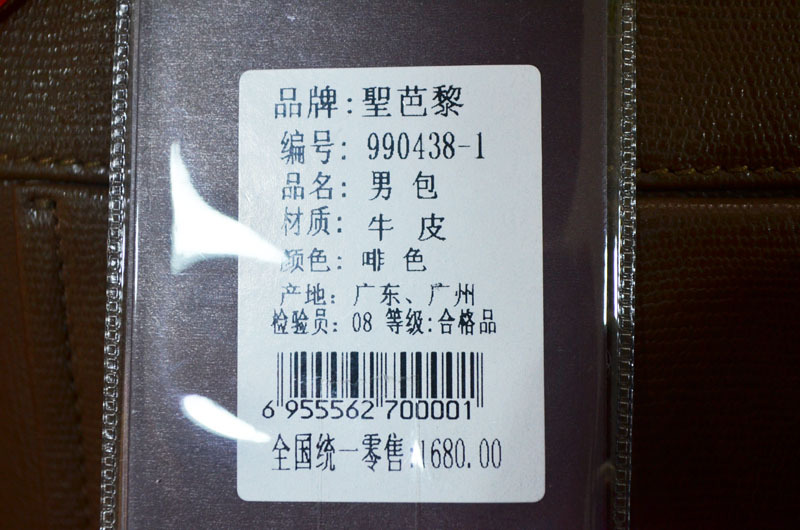 品牌:聖芭黎
编号: 990438-1
品名: 男包
材质: 牛皮
颜色: 啡色
产地: 广东、广州
检验员: 08 等级:合格品
6 955562 700001
全国统一零售:1680.00